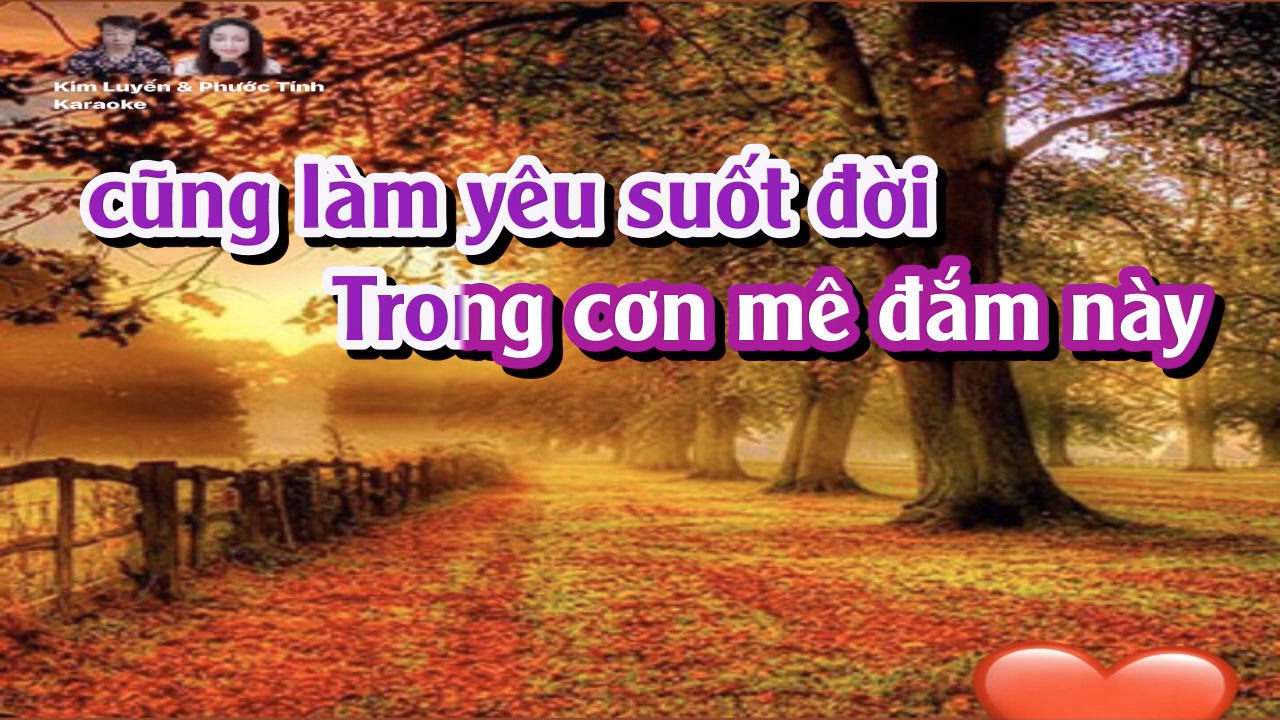 Kim Luyến & Phước Tính
Karaoke
cũng làm yêu suốt đời
Trong cơn mê đắm này